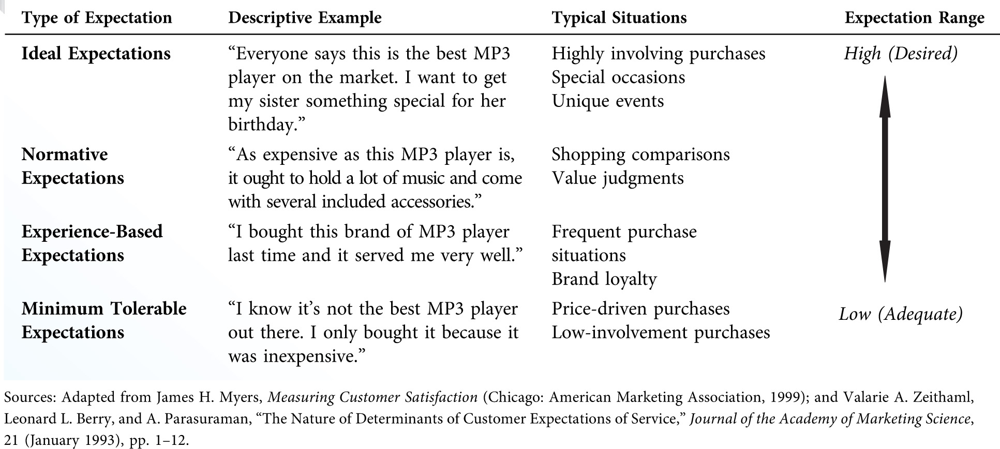 Type of Expectation Descriptive Example Typical Situations Expectation Range
Ideal Expectations “Everyone says this is the best MP3 Highly involving purchases High (Desired)
player on the market. I want to get Special occasions
my sister something special for her Unique events
birthday.”
Normative “As expensive as this MP3 player is, Shopping comparisons
Expectations it ought to hold a lot of music and come Value judgments
with several included accessories.”
Experience-Based “I bought this brand of MP3 player Frequent purchase
Expectations last time and it served me very well.” situations
Brand loyalty
Minimum Tolerable “I know it’s not the best MP3 player Price-driven purchases Low (Adequate)
Expectations out there. I only bought it because it Low-involvement purchases
was inexpensive.”
Sources: Adapted from James H. Myers, Measuring Customer Satisfaction (Chicago: American Marketing Association, 1999); and Valarie A. Zeithaml,
Leonard L. Berry, and A. Parasuraman, “The Nature of Determinants of Customer Expectations of Service,” Journal of the Academy of Marketing Science,
21 (January 1993), pp. 1–12.